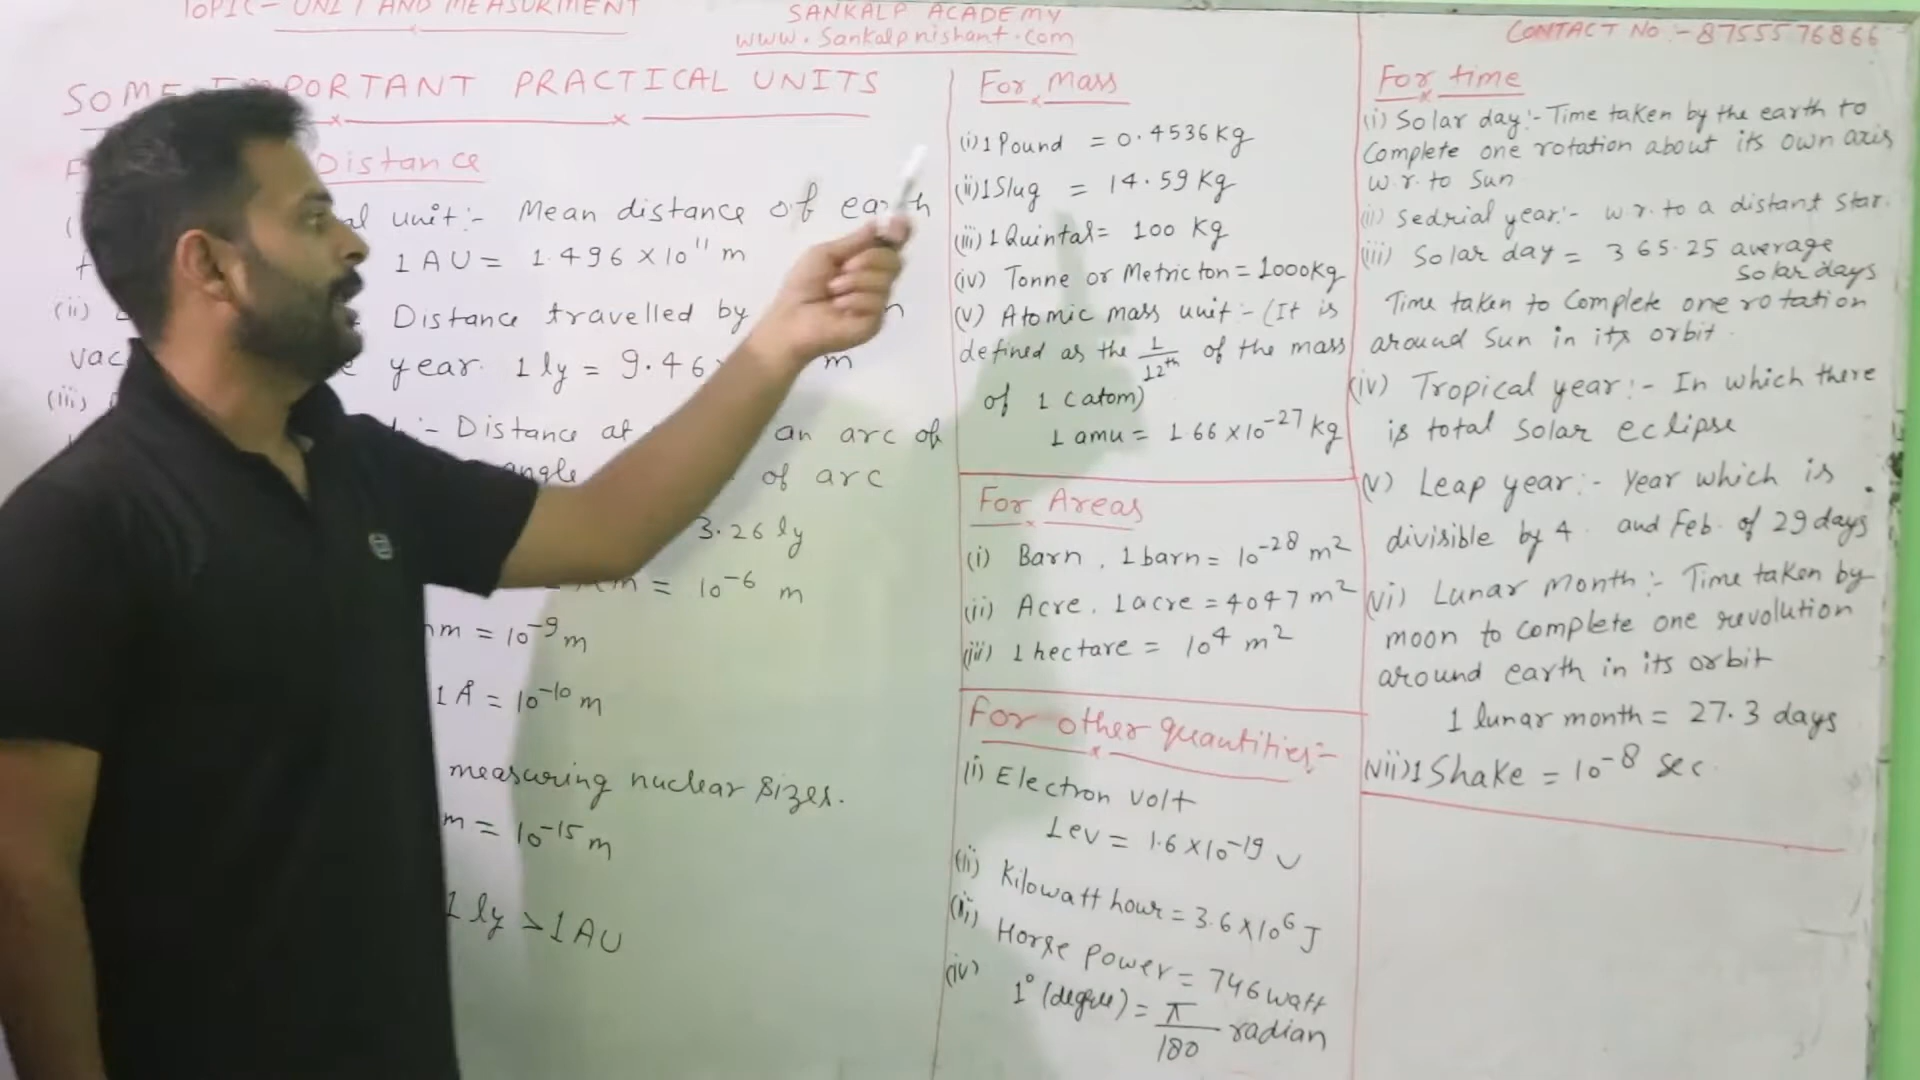 TOPIC- UNIT AND MEASURMENT
SANKALP ACADEMY
www.Sankalpnishant.com
CONTACT No :- 8755576866
SOME IMPORTANT PRACTICAL UNITS
Distance
unit:- Mean distance of earth
1 AU = 1.496 X 10¹¹ m
(ii)
Distance travelled by
year. 1 ly = 9.46
m
(iii)
:- Distance at
an arc of
angle
of arc
3.26 ly
= 10⁻⁶ m
= 10⁻⁹ m
1 Å = 10⁻¹⁰ m
measuring nuclear sizes.
m = 10⁻¹⁵ m
1 ly > 1 AU
For Mass
(i) 1 Pound = 0.4536 Kg
(ii) 1 Slug = 14.59 Kg
(iii) 1 Quintal = 100 Kg
(iv) Tonne or Metric ton = 1000 kg
(v) Atomic mass unit :- (It is
defined as the 1/12th of the mass
of 1 C atom)
1 amu = 1.66 X 10⁻²⁷ kg
For Areas
(i) Barn, 1 barn = 10⁻²⁸ m²
(ii) Acre, 1 acre = 4047 m²
(iii) 1 hectare = 10⁴ m²
For other quantities:-
(i) Electron volt
1 ev = 1.6 X 10⁻¹⁹ J
(ii) Kilowatt hour = 3.6 X 10⁶ J
(iii) Horse power = 746 watt
(iv) 1° (degree) = π/180 radian
For time
(i) Solar day :- Time taken by the earth to
Complete one rotation about its own axis
w.r. to Sun
(ii) Sedrial year:- w.r. to a distant star.
(iii) Solar day = 365.25 average
solar days
Time taken to Complete one rotation
around Sun in its orbit.
(iv) Tropical year:- In which there
is total solar eclipse
(v) Leap year:- Year which is
divisible by 4. and Feb. of 29 days
(vi) Lunar month:- Time taken by
moon to complete one revolution
around earth in its orbit
1 lunar month = 27.3 days
(vii) 1 Shake = 10⁻⁸ sec.